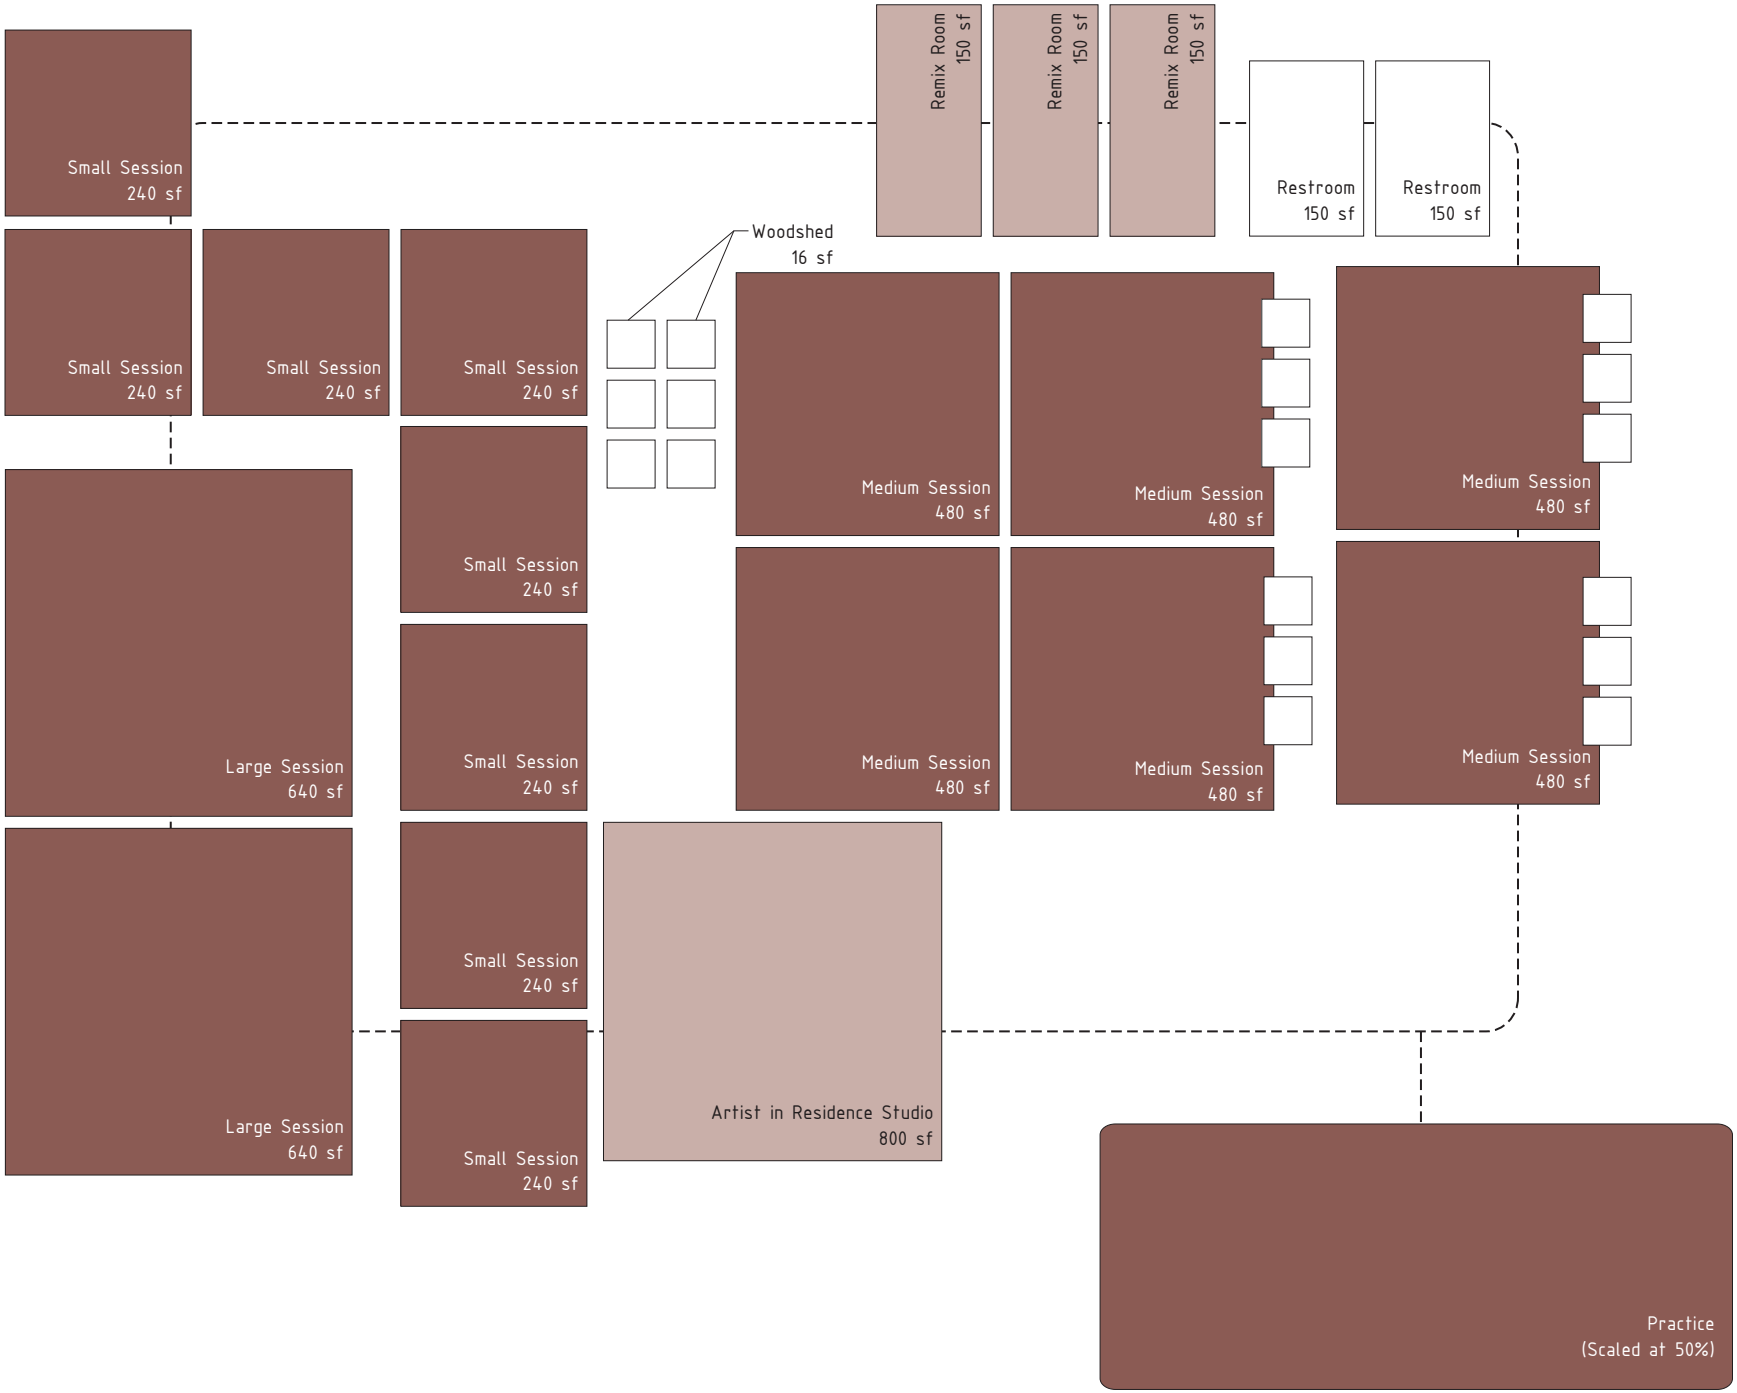 Remix Room
150 sf
Remix Room
150 sf
Remix Room
150 sf
Small Session
240 sf
Restroom
150 sf
Restroom
150 sf
Woodshed
16 sf
Small Session
240 sf
Small Session
240 sf
Small Session
240 sf
Medium Session
480 sf
Medium Session
480 sf
Medium Session
480 sf
Small Session
240 sf
Large Session
640 sf
Small Session
240 sf
Medium Session
480 sf
Medium Session
480 sf
Medium Session
480 sf
Small Session
240 sf
Large Session
640 sf
Small Session
240 sf
Artist in Residence Studio
800 sf
Practice
(Scaled at 50%)